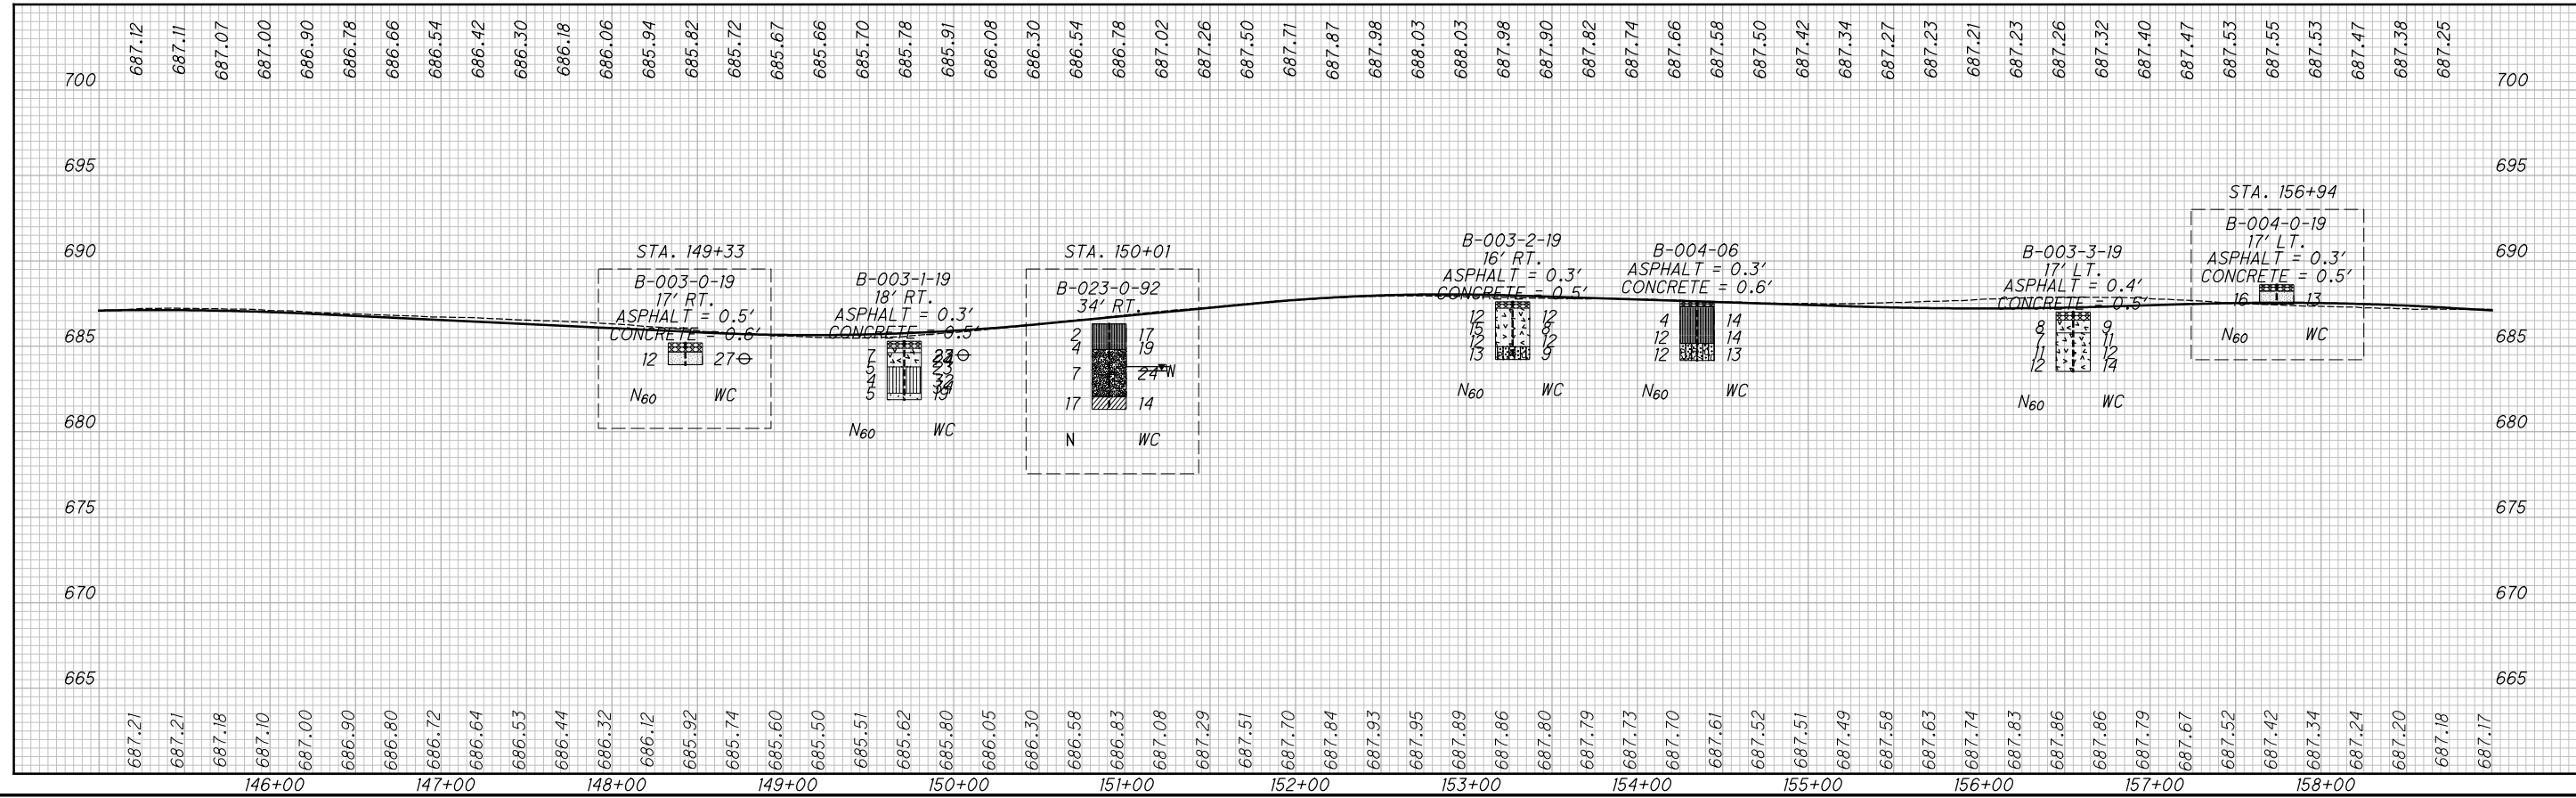 687.12 687.11 687.07 687.00 686.90 686.78 686.66 686.54 686.42 686.30 686.18 686.06 685.94 685.82 685.72 685.67 685.66 685.70 685.78 685.91 686.08 686.30 686.54 686.78 687.02 687.26 687.50 687.71 687.87 687.98 688.03 688.03 687.98 687.90 687.82 687.74 687.66 687.58 687.50 687.42 687.34 687.27 687.23 687.21 687.23 687.26 687.32 687.40 687.47 687.53 687.55 687.53 687.47 687.38 687.25
700 700
695 695
690 690
685 685
680 680
675 675
670 670
665 665
STA. 149+33
B-003-0-19
17' RT.
ASPHALT = 0.5'
CONCRETE = 0.6'
12 27
N60 WC
B-003-1-19
18' RT.
ASPHALT = 0.3'
CONCRETE = 0.5'
7
5 23
4
5 19
N60 WC
STA. 150+01
B-023-0-92
34' RT.
2 17
4 19
7 24 N
17 14
N WC
B-003-2-19
16' RT.
ASPHALT = 0.3'
CONCRETE = 0.5'
12 12
15 8
12 12
13 9
N60 WC
B-004-06
ASPHALT = 0.3'
CONCRETE = 0.6'
4 14
12 14
12 13
N60 WC
B-003-3-19
17' LT.
ASPHALT = 0.4'
CONCRETE = 0.5'
8 9
7 11
11 12
12 14
N60 WC
STA. 156+94
B-004-0-19
17' LT.
ASPHALT = 0.3'
CONCRETE = 0.5'
16 13
N60 WC
687.21 687.21 687.18 687.10 687.00 686.90 686.80 686.72 686.64 686.53 686.44 686.32 686.12 685.92 685.74 685.60 685.50 685.51 685.62 685.80 686.05 686.30 686.58 686.83 687.08 687.29 687.51 687.70 687.84 687.93 687.95 687.89 687.86 687.80 687.79 687.73 687.70 687.61 687.52 687.51 687.49 687.58 687.63 687.74 687.83 687.86 687.86 687.79 687.67 687.52 687.42 687.34 687.24 687.20 687.18 687.17
146+00 147+00 148+00 149+00 150+00 151+00 152+00 153+00 154+00 155+00 156+00 157+00 158+00